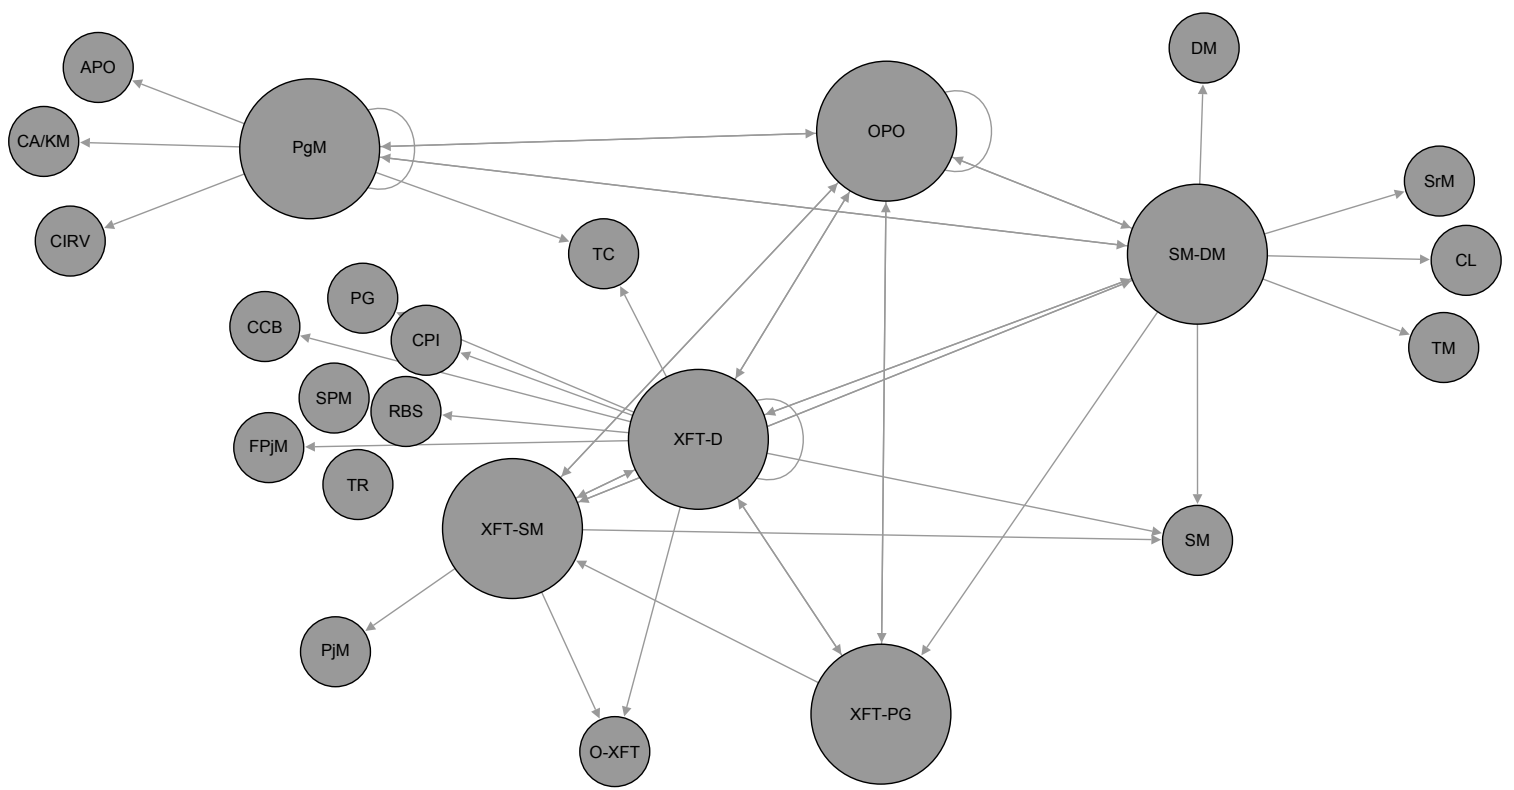 DM
APO
OPO
CA/KM
PgM
SrM
CIRV
TC
SM-DM
CL
PG
CCB
CPI
TM
SPM
RBS
XFT-D
FPjM
TR
XFT-SM
SM
PjM
XFT-PG
O-XFT